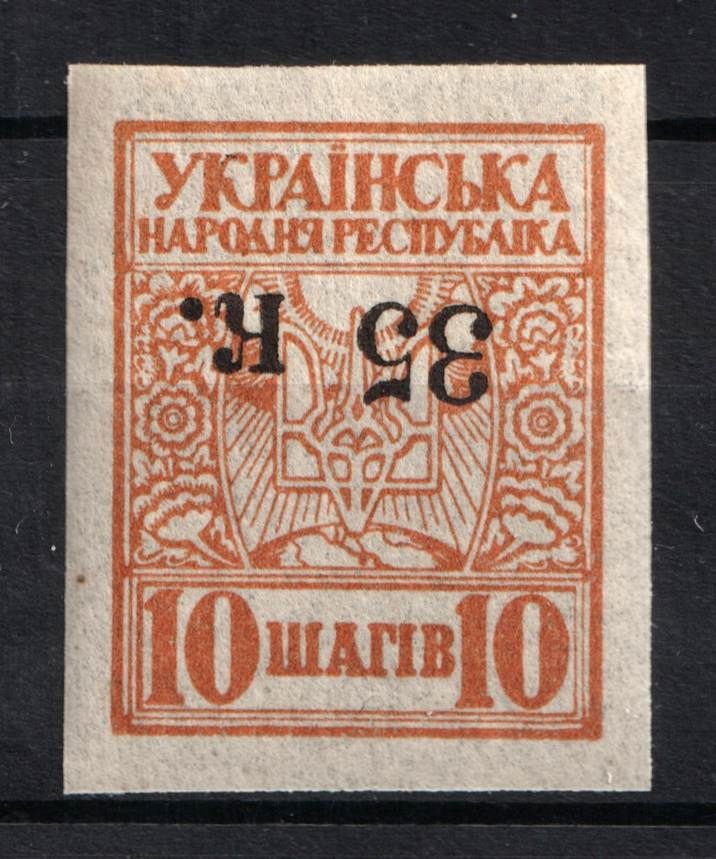 УКРАЇНСЬКА
НАРОДНЯ РЕСПУБЛІКА
35 К.
10 ШАГІВ 10